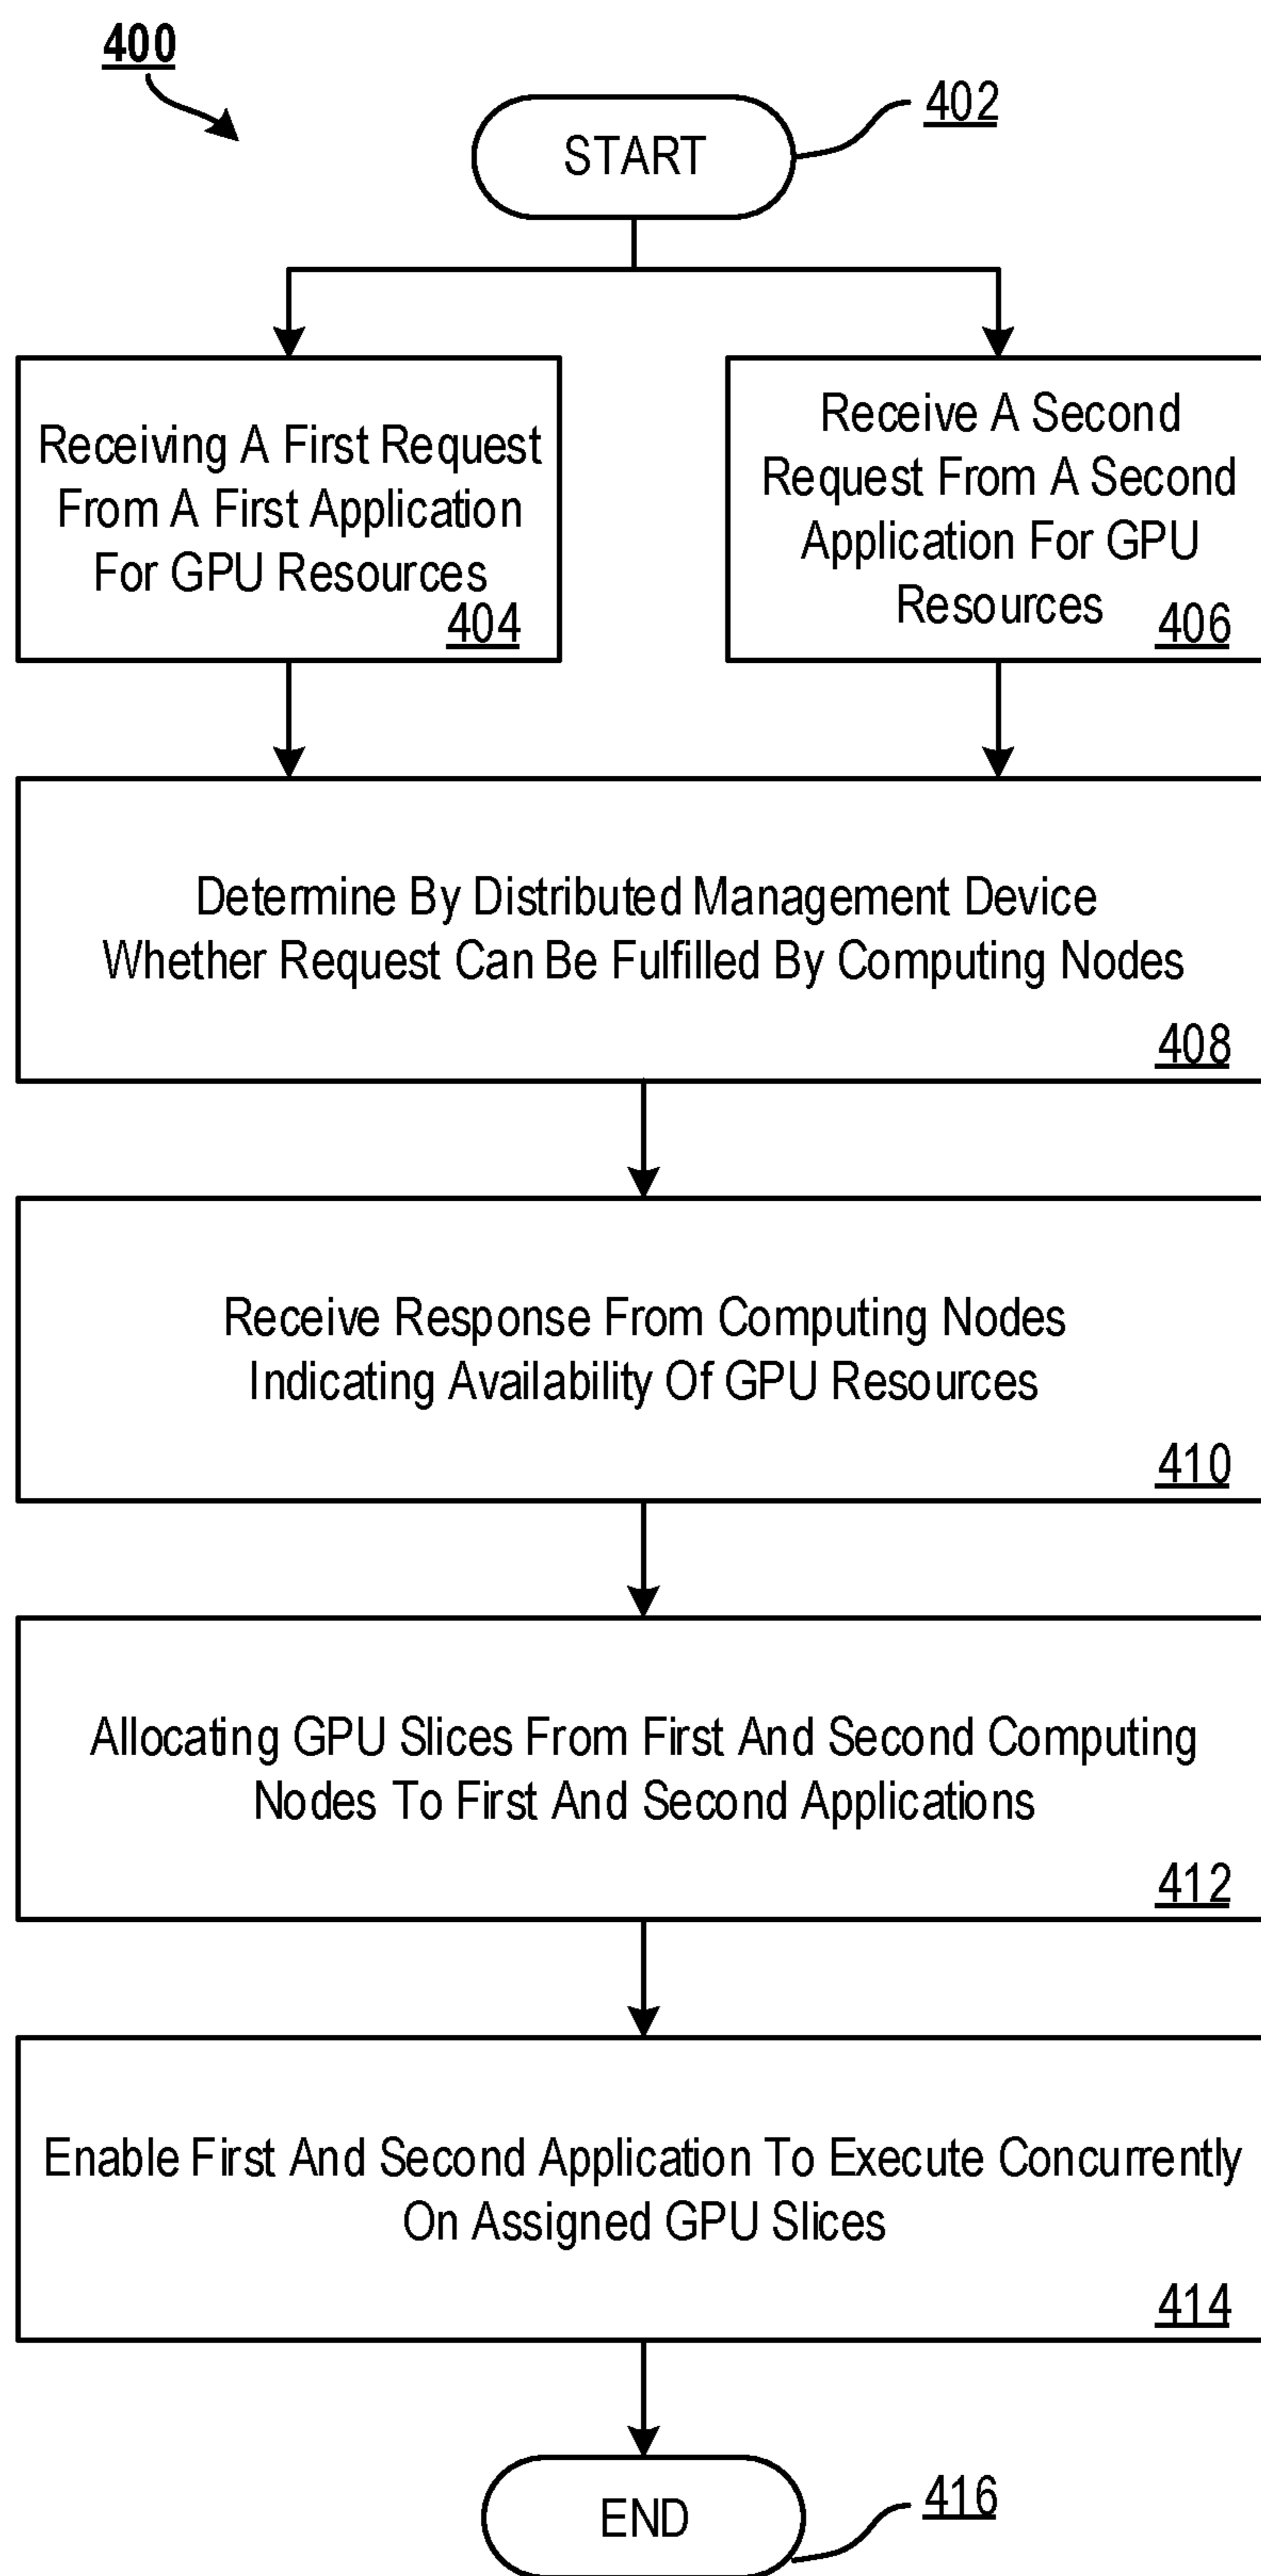 400
START
402
Receiving A First Request
From A First Application
For GPU Resources
404
Receive A Second
Request From A Second
Application For GPU
Resources
406
Determine By Distributed Management Device
Whether Request Can Be Fulfilled By Computing Nodes
408
Receive Response From Computing Nodes
Indicating Availability Of GPU Resources
410
Allocating GPU Slices From First And Second Computing
Nodes To First And Second Applications
412
Enable First And Second Application To Execute Concurrently
On Assigned GPU Slices
414
END
416